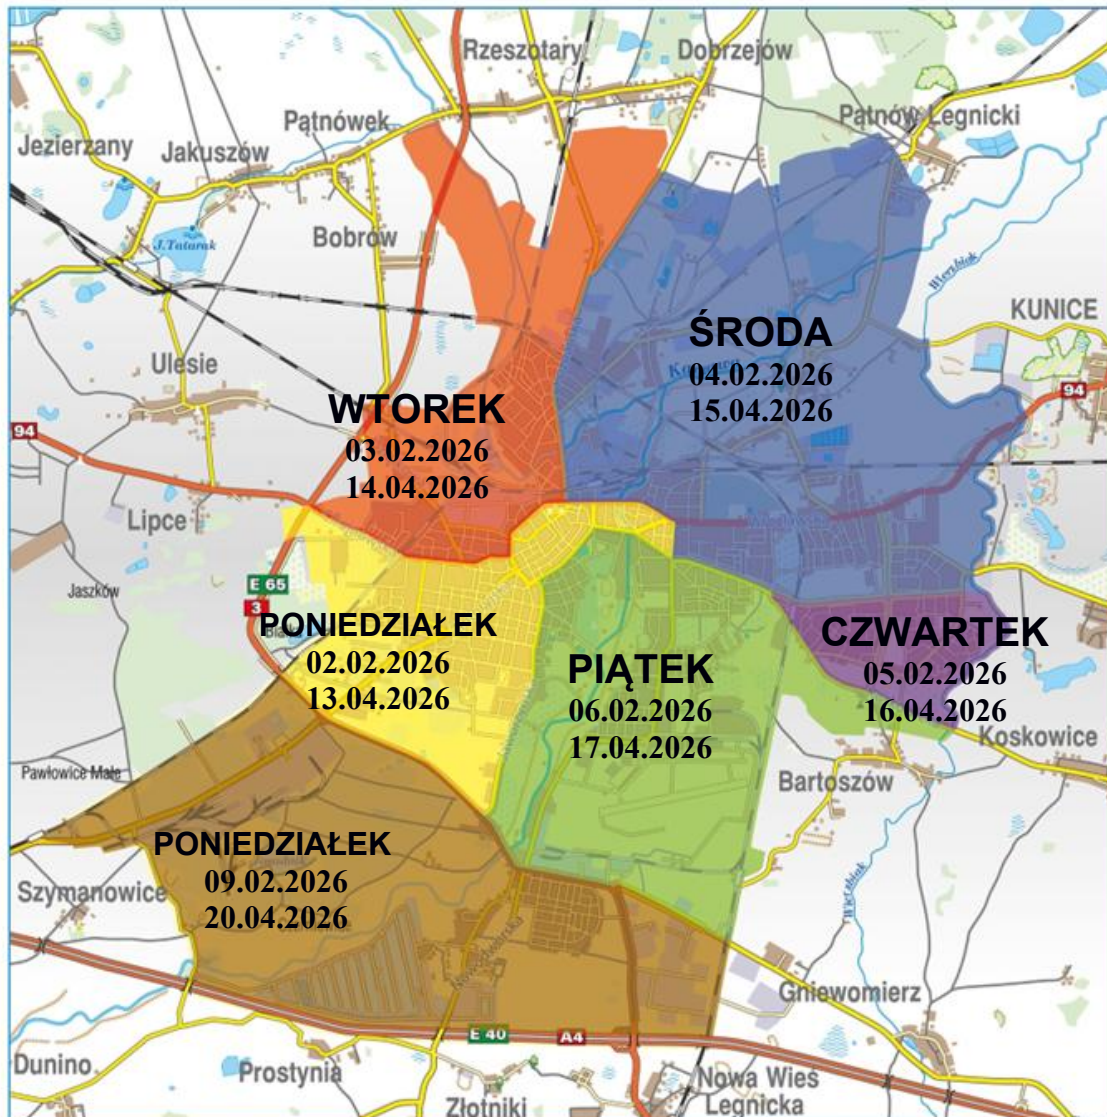 Rzeszotary
Dobrzejów
Pątnówek
Pątnów Legnicki
Jezierzany
Jakuszów
J.Tatarak
Bobrów
Wierzbiak
KUNICE
ŚRODA
04.02.2026
15.04.2026
Ulesie
94
WTOREK
03.02.2026
14.04.2026
94
Lipce
E 65
3
Jaszków
PONIEDZIAŁEK
02.02.2026
13.04.2026
PIĄTEK
06.02.2026
17.04.2026
CZWARTEK
05.02.2026
16.04.2026
Koskowice
Bartoszów
Pawłowice Małe
PONIEDZIAŁEK
09.02.2026
20.04.2026
Szymanowice
Wierzbiak
Gniewomierz
E 40
A4
Dunino
Prostynia
Złotniki
Nowa Wieś
Legnicka